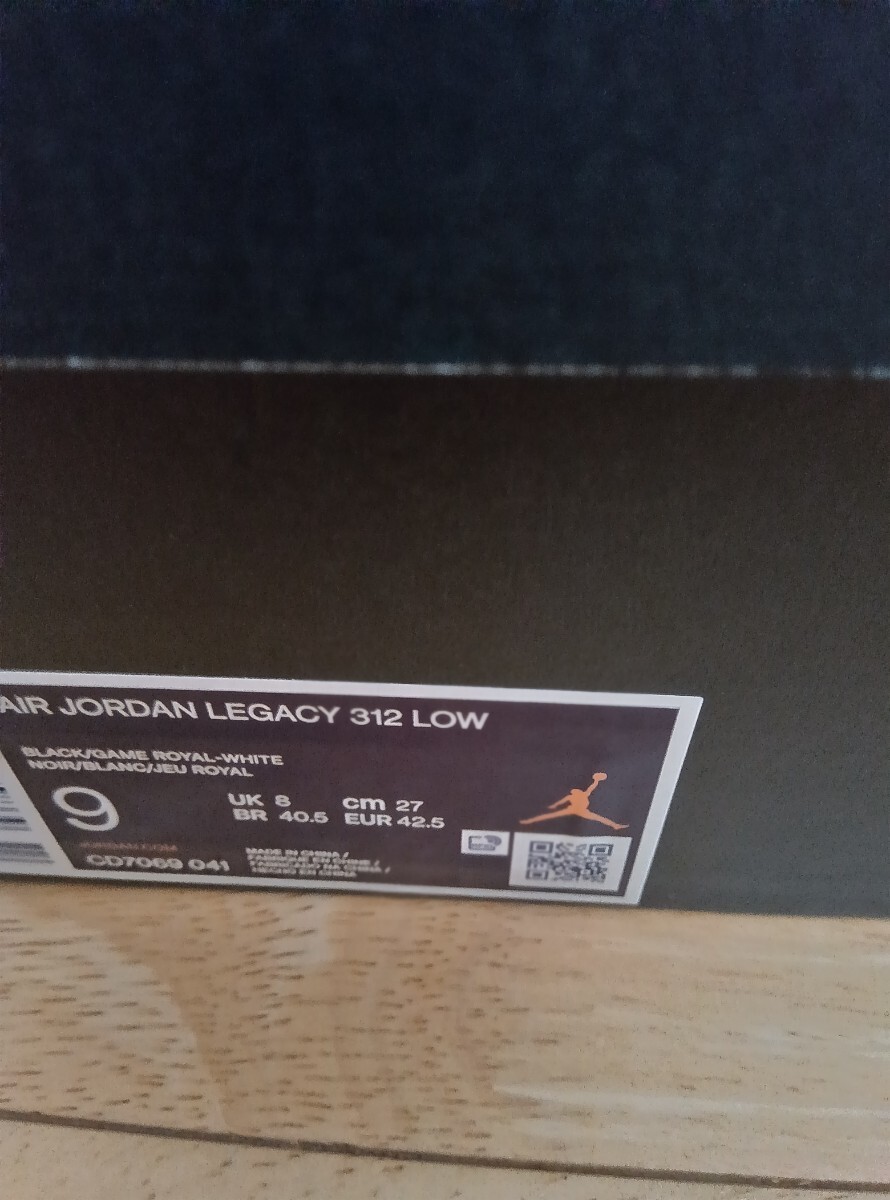 AIR JORDAN LEGACY 312 LOW
BLACK/GAME ROYAL-WHITE
NOIR/BLANC/JEU ROYAL
9
UK 8 cm 27
BR 40.5 EUR 42.5
JORDAN.COM
CD7069 041
MADE IN CHINA /
FABRIQUE EN CHINE /
FABRICADO NA CHINA /
HECHO EN CHINA